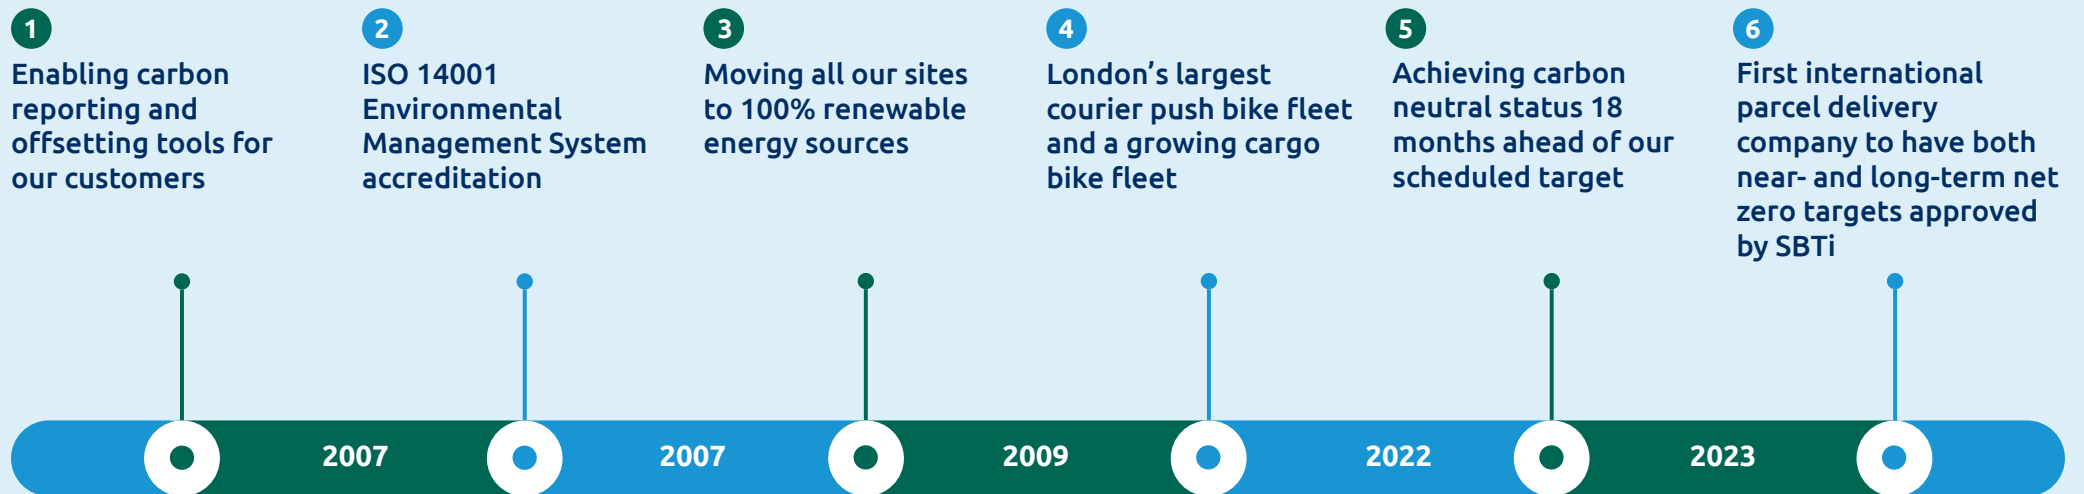 1
Enabling carbon
reporting and
offsetting tools for
our customers
2
ISO 14001
Environmental
Management System
accreditation
3
Moving all our sites
to 100% renewable
energy sources
4
London’s largest
courier push bike fleet
and a growing cargo
bike fleet
5
Achieving carbon
neutral status 18
months ahead of our
scheduled target
6
First international
parcel delivery
company to have both
near- and long-term net
zero targets approved
by SBTi
2007
2007
2009
2022
2023